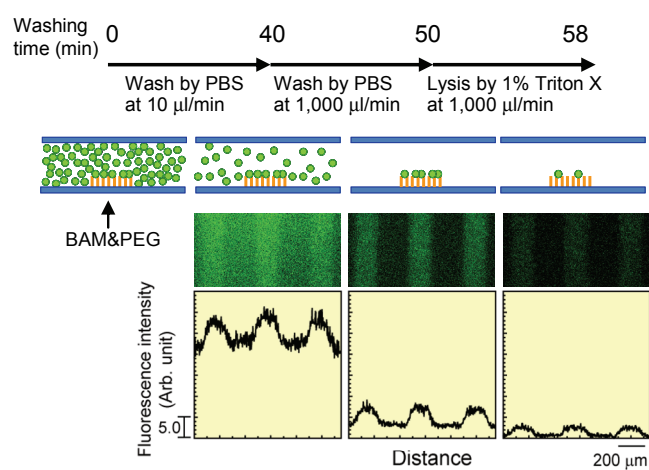 Washing
time (min)
0
40
50
58
Wash by PBS
at 10 μl/min
Wash by PBS
at 1,000 μl/min
Lysis by 1% Triton X
at 1,000 μl/min
BAM&PEG
Fluorescence intensity
(Arb. unit)
5.0
Distance
200 μm